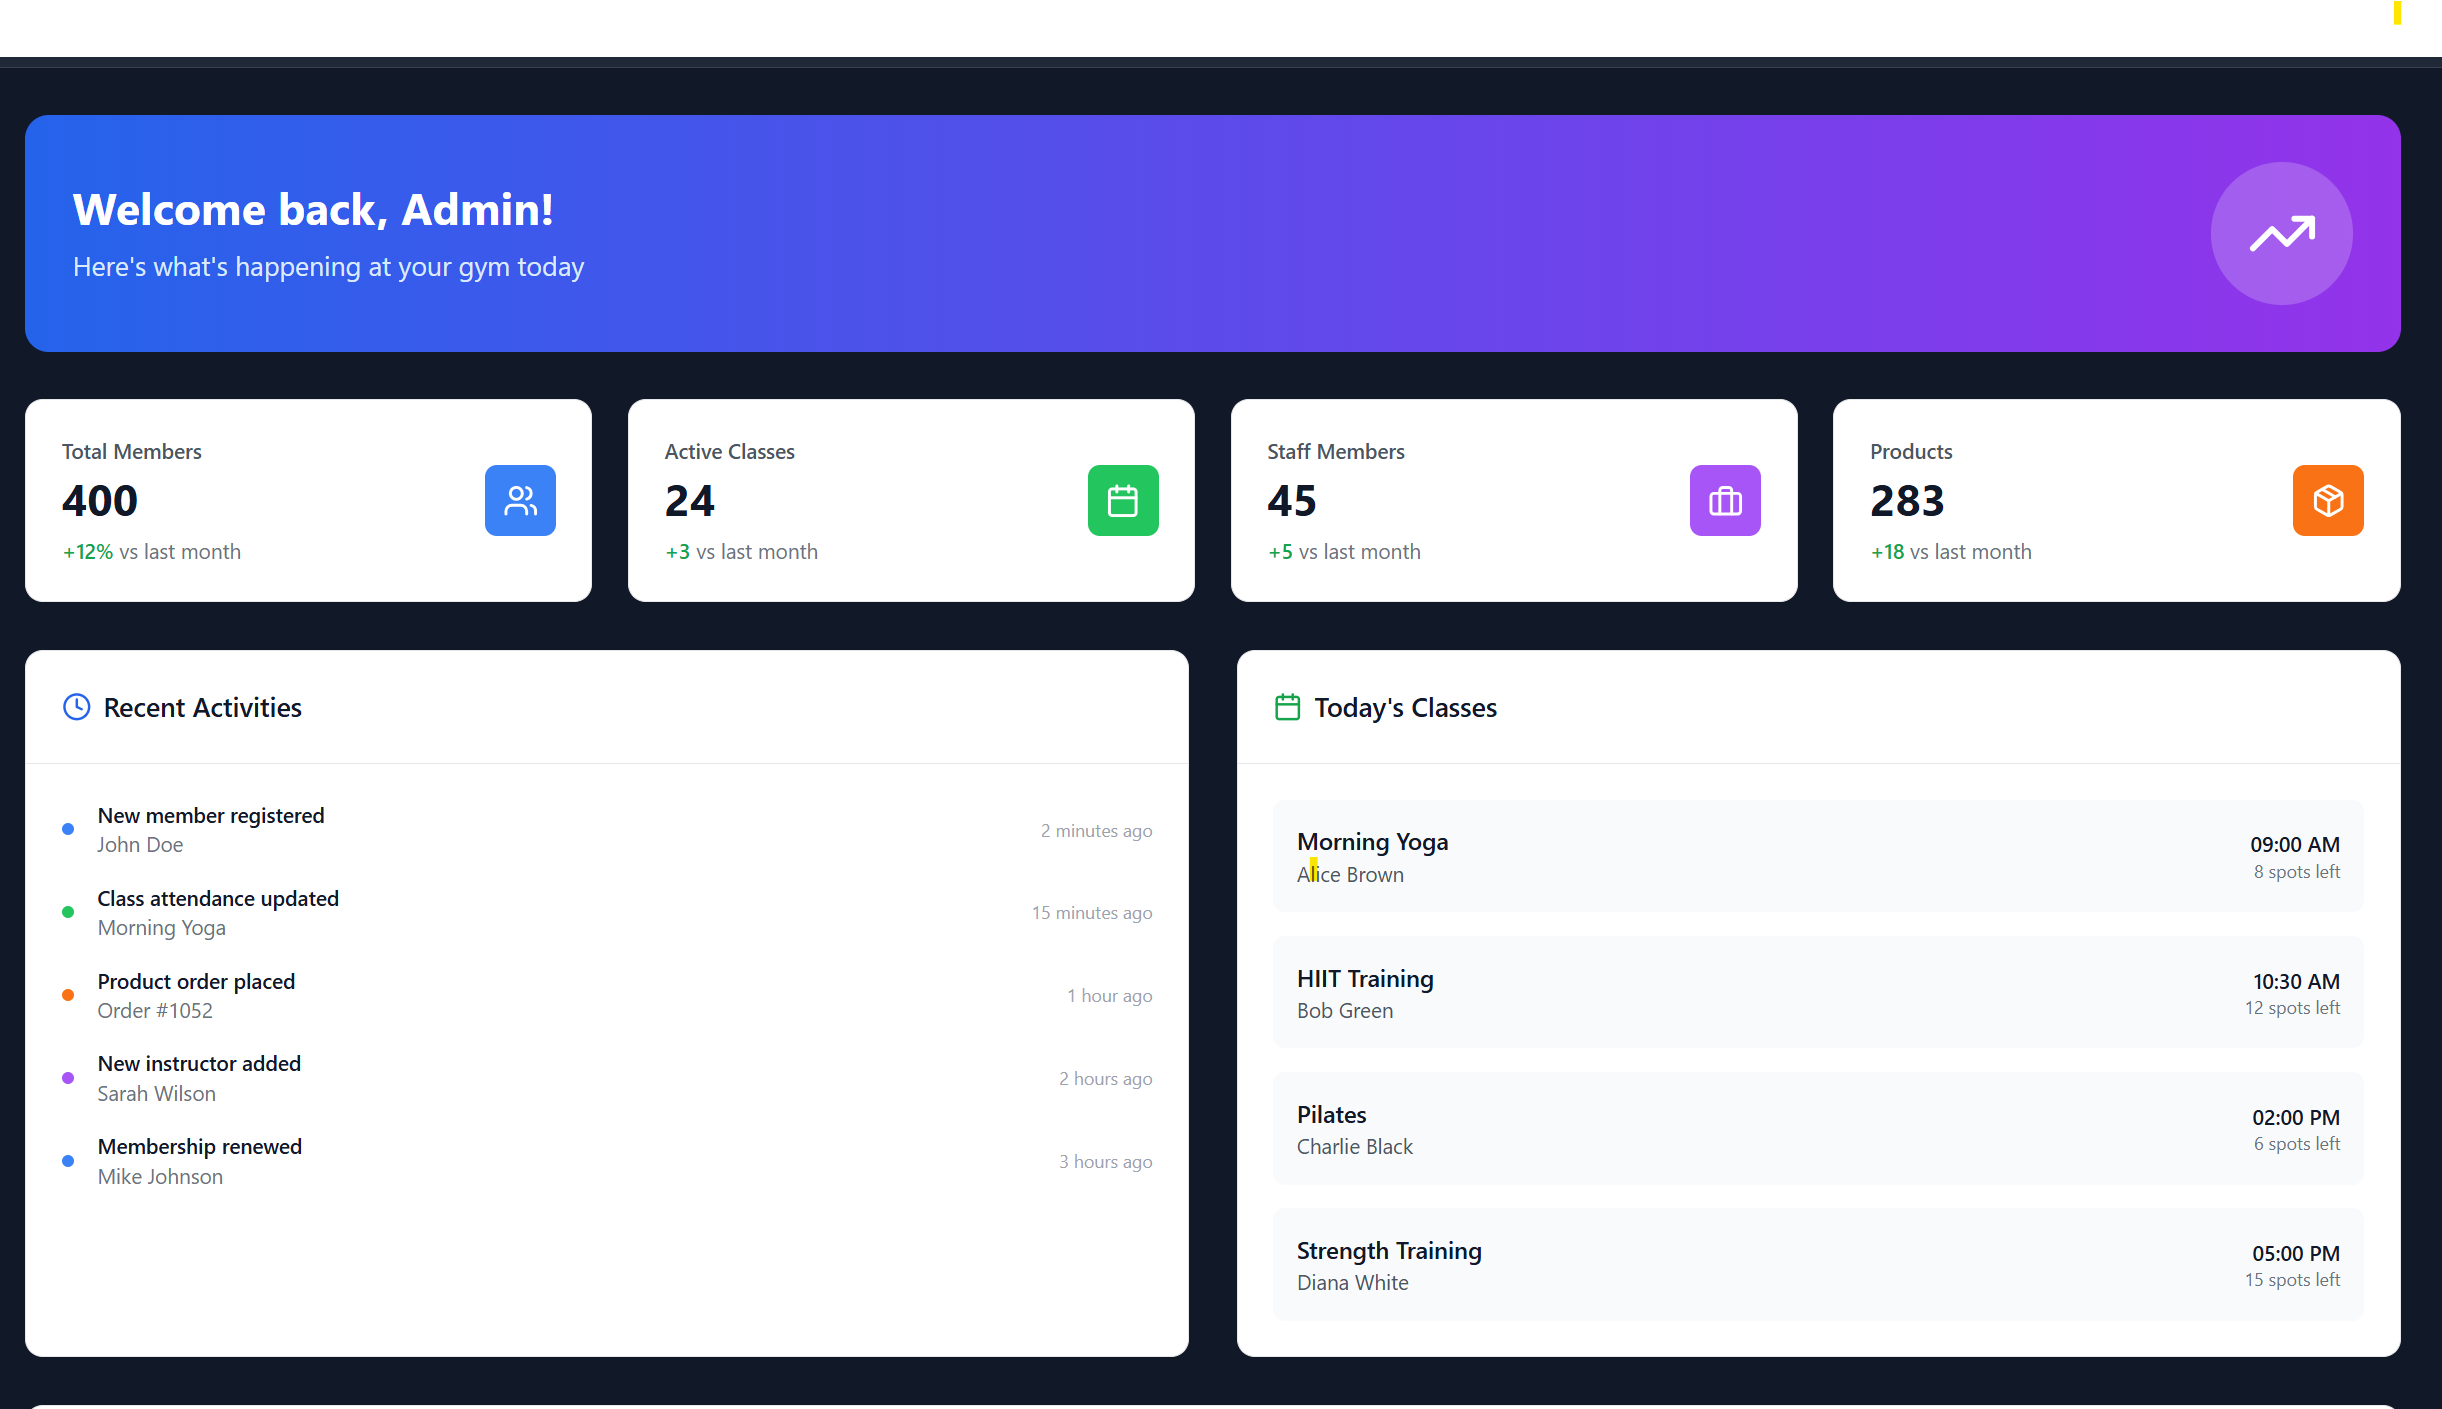 Welcome back, Admin!
Here's what's happening at your gym today
Total Members
400
+12% vs last month
Active Classes
24
+3 vs last month
Staff Members
45
+5 vs last month
Products
283
+18 vs last month
Recent Activities
New member registered
John Doe
2 minutes ago
Class attendance updated
Morning Yoga
15 minutes ago
Product order placed
Order #1052
1 hour ago
New instructor added
Sarah Wilson
2 hours ago
Membership renewed
Mike Johnson
3 hours ago
Today's Classes
Morning Yoga
Alice Brown
09:00 AM
8 spots left
HIIT Training
Bob Green
10:30 AM
12 spots left
Pilates
Charlie Black
02:00 PM
6 spots left
Strength Training
Diana White
05:00 PM
15 spots left